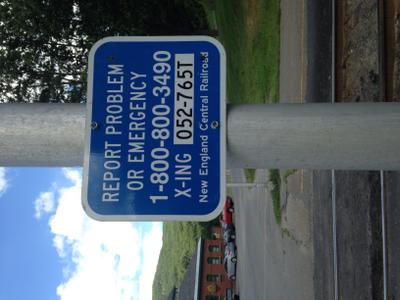 REPORT PROBLEM
OR EMERGENCY
1-800-800-3490
X-ING 052-765T
New England Central Railroad